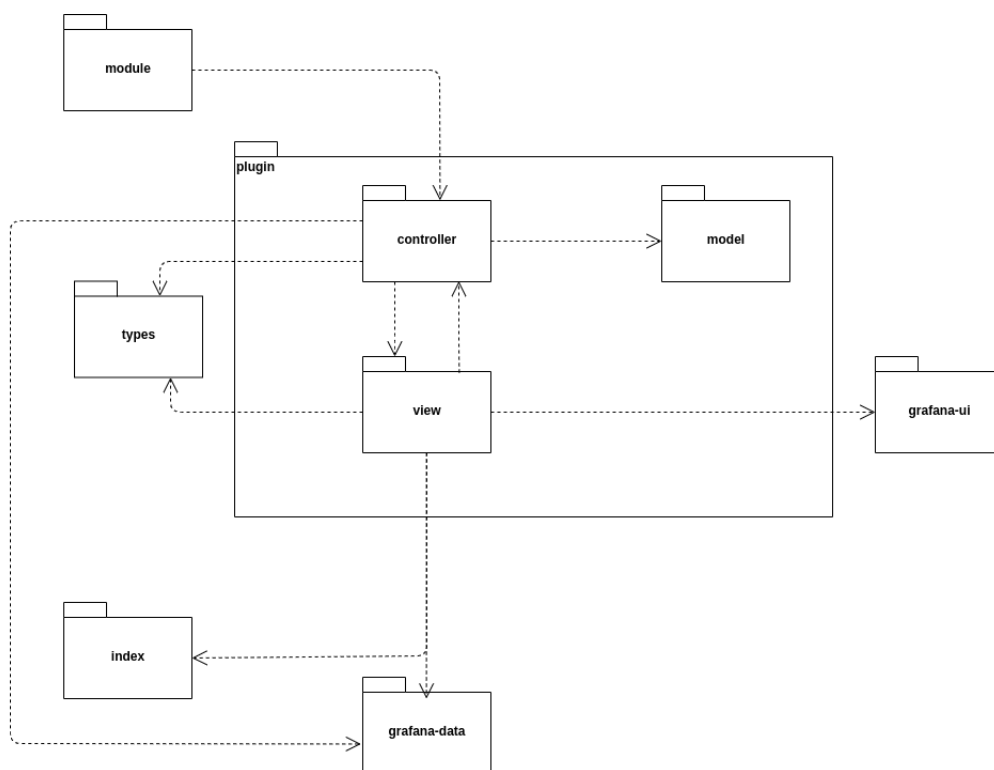 module
plugin
controller
model
types
view
grafana-ui
index
grafana-data